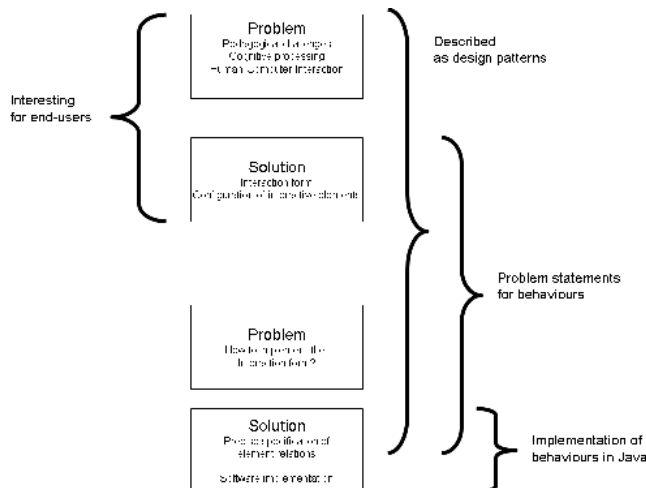 Problem
Cognitive processing
Human Computer Interaction
Described
as design patterns
Interesting
for end-users
Solution
Interaction form
Configuration of interactive elements
Problem statements
for behaviours
Problem
How to implement the
interaction form?
Solution
Precise specification of
element relations
Software implementation
Implementation of
behaviours in Java